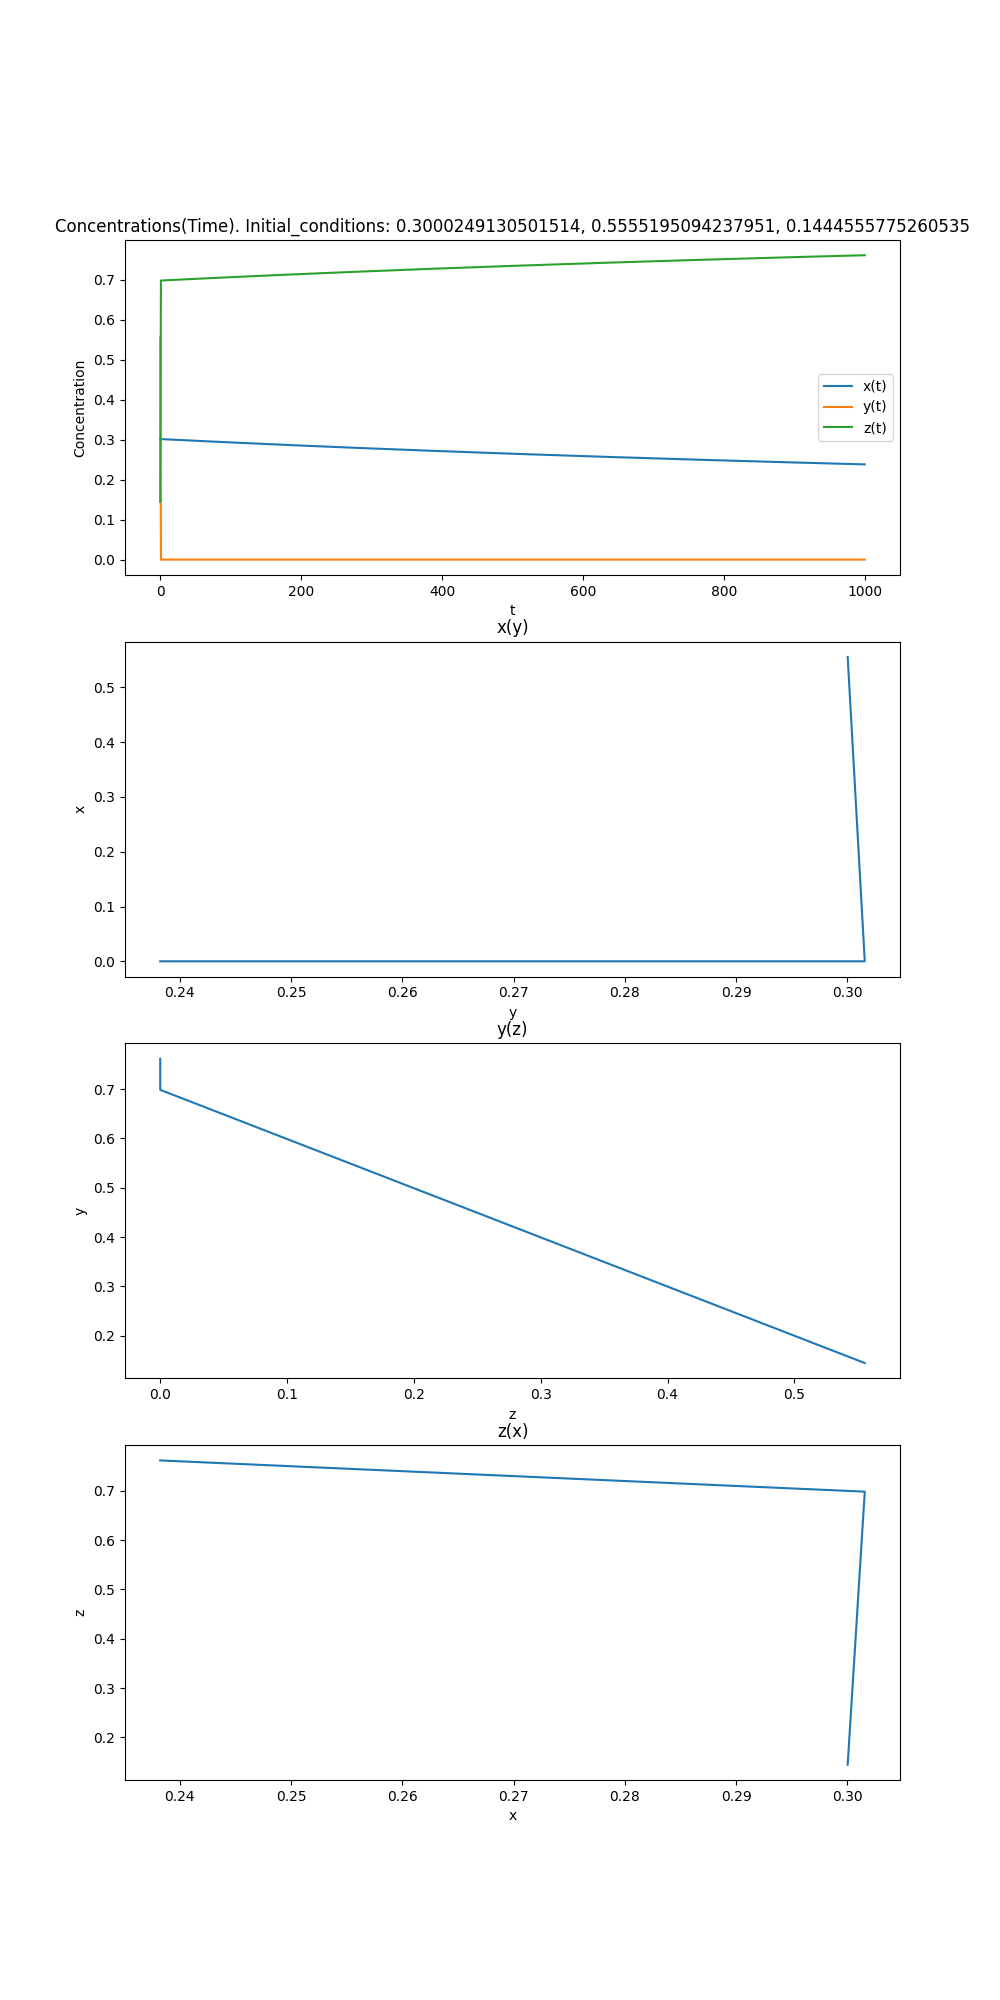 Concentrations(Time). Initial_conditions: 0.3000249130501514, 0.5555195094237951, 0.1444555775260535
0.7
0.6
0.5
0.4
0.3
0.2
0.1
0.0
Concentration
x(t)
y(t)
z(t)
0 200 400 600 800 1000
t
x(y)
0.5
0.4
0.3
0.2
0.1
0.0
x
0.24 0.25 0.26 0.27 0.28 0.29 0.30
y
y(z)
0.7
0.6
0.5
0.4
0.3
0.2
y
0.0 0.1 0.2 0.3 0.4 0.5
z
z(x)
0.7
0.6
0.5
0.4
0.3
0.2
z
0.24 0.25 0.26 0.27 0.28 0.29 0.30
x